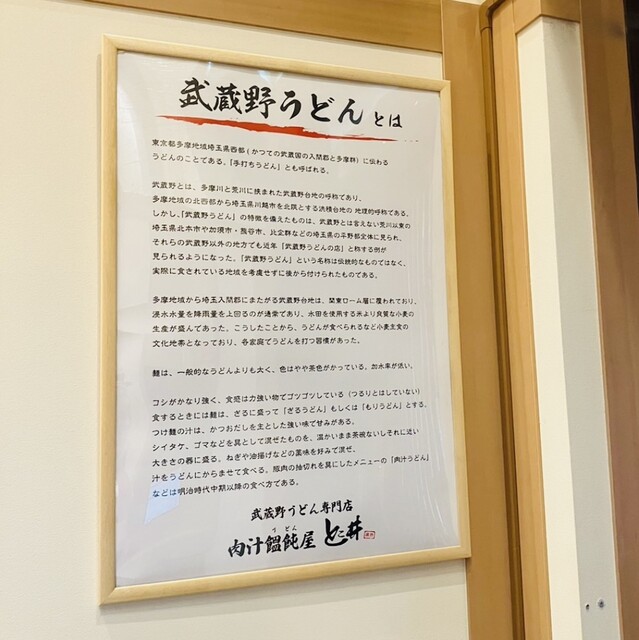 武蔵野うどんとは
東京都多摩地域埼玉県西部(かつての武蔵国の入間郡と多摩群)に伝わる
うどんのことである。「手打ちうどん」とも呼ばれる。
武蔵野とは、多摩川と荒川に挟まれた武蔵野台地の呼称であり、
多摩地域の北西部から埼玉県川越市を北限とする洪積台地の地理的呼称である。
しかし、「武蔵野うどん」の特徴を備えたものは、武蔵野とは言えない荒川以東の
埼玉県北本市や加須市・熊谷市、比企群などの埼玉県の平野部全体に見られ、
それらの武蔵野以外の地方でも近年「武蔵野うどんの店」と称する例が
見られるようになった。「武蔵野うどん」という名称は伝統的なものではなく、
実際に食されている地域を考慮せずに後から付けられたものである。
多摩地域から埼玉入間郡にまたがる武蔵野台地は、関東ローム層に覆われており、
浸水水量を降雨量を上回るのが通常であり、水田を使用する米より良質な小麦の
生産が盛んであった。こうしたことから、うどんが食べられるなど小麦主食の
文化地帯となっており、各家庭でうどんを打つ習慣があった。
麺は、一般的なうどんよりも太く、色はやや茶色がかっている。加水率が低い。
コシがかなり強く、食感は力強い物でゴツゴツしている(つるりとはしていない)
食するときには麺は、ざるに盛って「ざるうどん」もしくは「もりうどん」とする。
つけ麺の汁は、かつおだしを主とした強い味で甘みがある。
シイタケ、ゴマなどを具として混ぜたものを、温かいまま茶碗ないしそれに近い
大きさの器に盛る。ねぎや油揚げなどの薬味を好みで混ぜ、
汁をうどんにからませて食べる。豚肉の抽切れを具にしたメニューの「肉汁うどん」
などは明治時代中期以降の食べ方である。
武蔵野うどん専門店
うどん
肉汁饂飩屋 とこ井